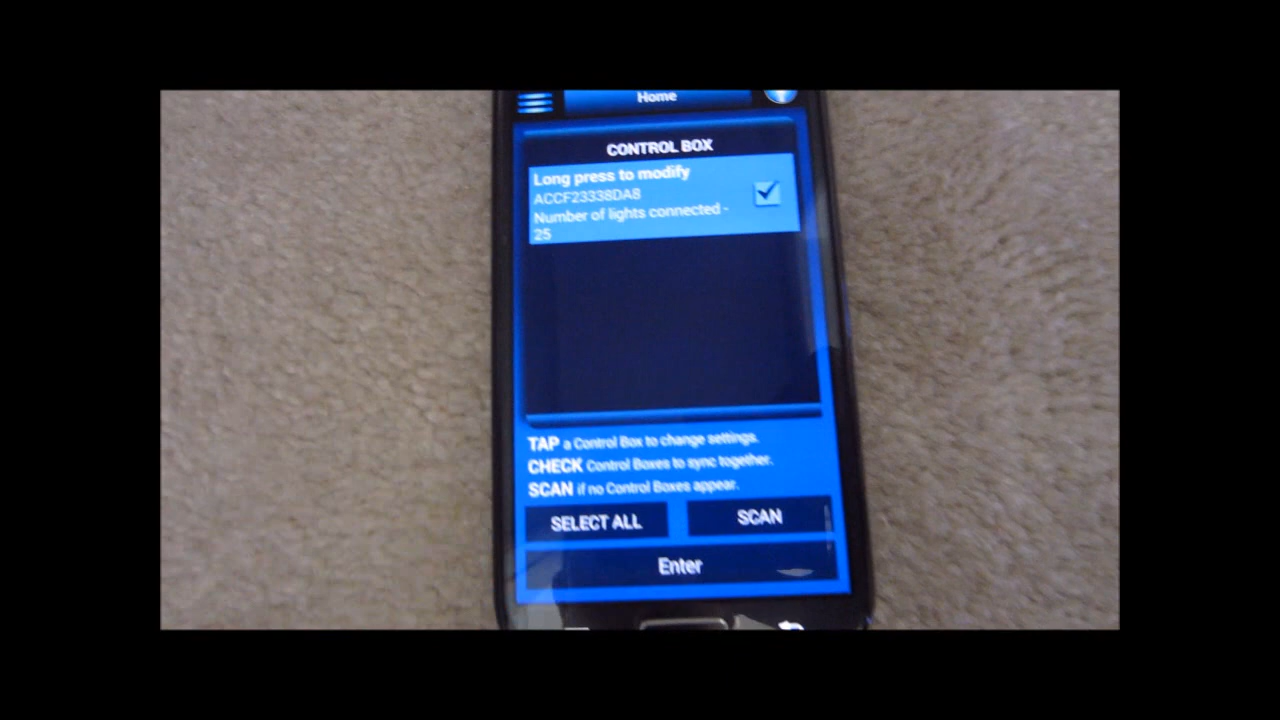 Home
CONTROL BOX
Long press to modify
ACCF23338DA8
Number of lights connected -
25
TAP a Control Box to change settings.
CHECK Control Boxes to sync together.
SCAN if no Control Boxes appear.
SELECT ALL
SCAN
Enter